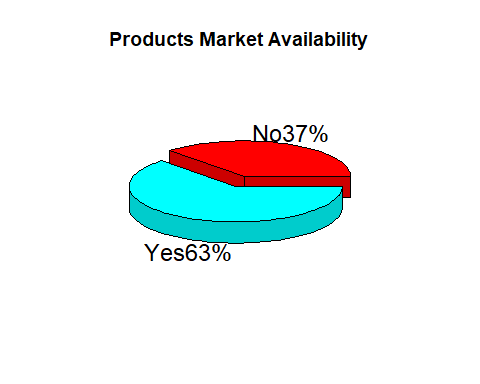 Products Market Availability
No37%
Yes63%